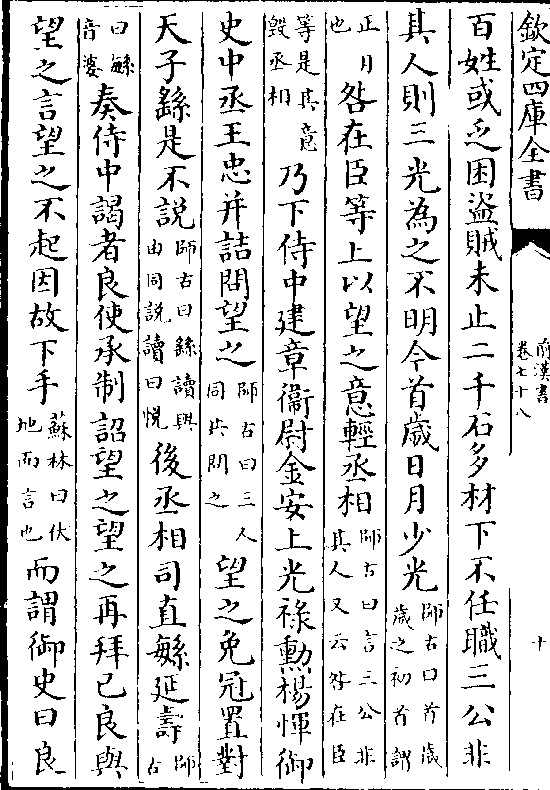 欽定四庫全書
前漢書
卷七十八
十
百姓或乏困盜賊未止二千石多材下不任職三公非
其人則三光為之不明今首歲日月少光師古曰首歲
歲之初首謂
正月
也咎在臣等上以望之意輕丞相師古曰言三公非
其人又云咎在臣
等是其意
毀丞相乃下侍中建章衞尉金安上光祿勲楊惲御
史中丞王忠并詰問望之師古曰三人
同共問之望之免冠置對
天子繇是不說師古曰繇讀與
由同說讀曰悅後丞相司直䋣延壽師古
曰䋣
音婆奏侍中謁者良使承制詔望之望之再拜已良與
望之言望之不起因故下手蘇林曰伏
地而言也而謂御史曰良